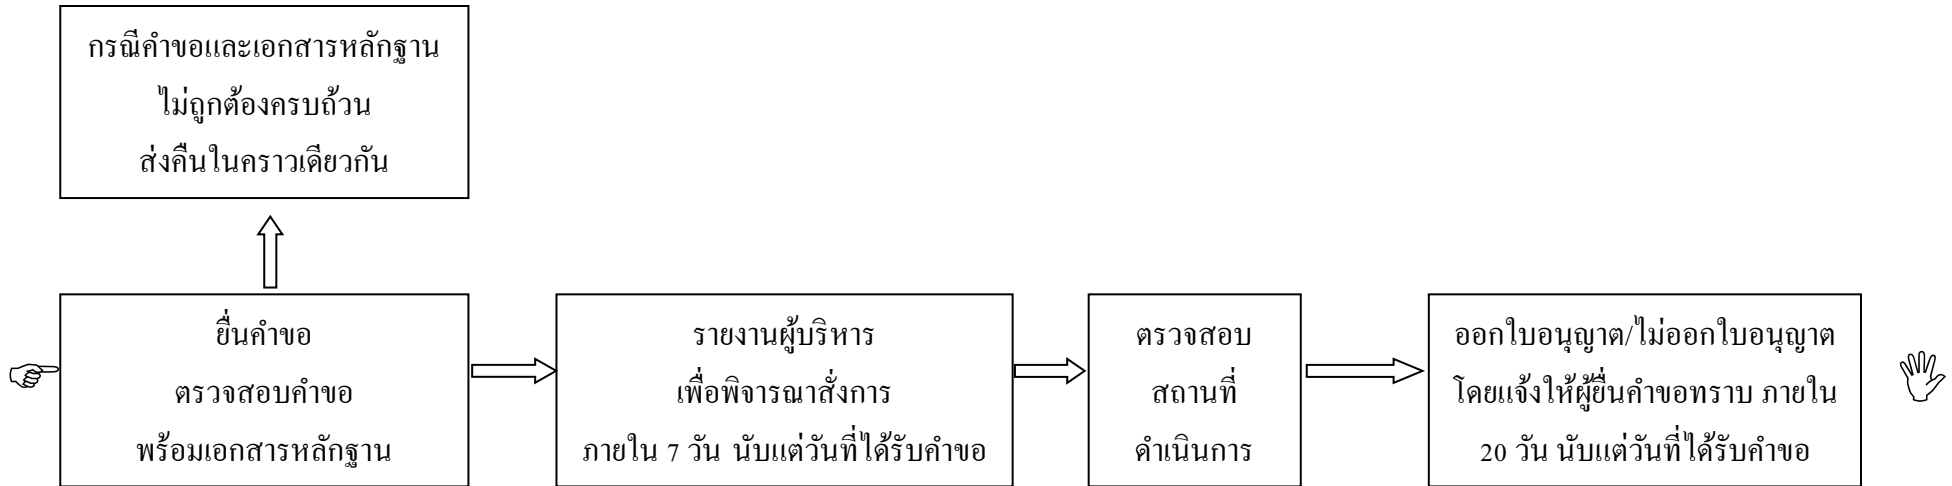 กรณีคำขอและเอกสารหลักฐาน
ไม่ถูกต้องครบถ้วน
ส่งคืนในคราวเดียวกัน
ยื่นคำขอ
ตรวจสอบคำขอ
พร้อมเอกสารหลักฐาน
รายงานผู้บริหาร
เพื่อพิจารณาสั่งการ
ภายใน 7 วัน นับแต่วันที่ได้รับคำขอ
ตรวจสอบ
สถานที่
ดำเนินการ
ออกใบอนุญาต/ไม่ออกใบอนุญาต
โดยแจ้งให้ผู้ยื่นคำขอทราบ ภายใน
20 วัน นับแต่วันที่ได้รับคำขอ